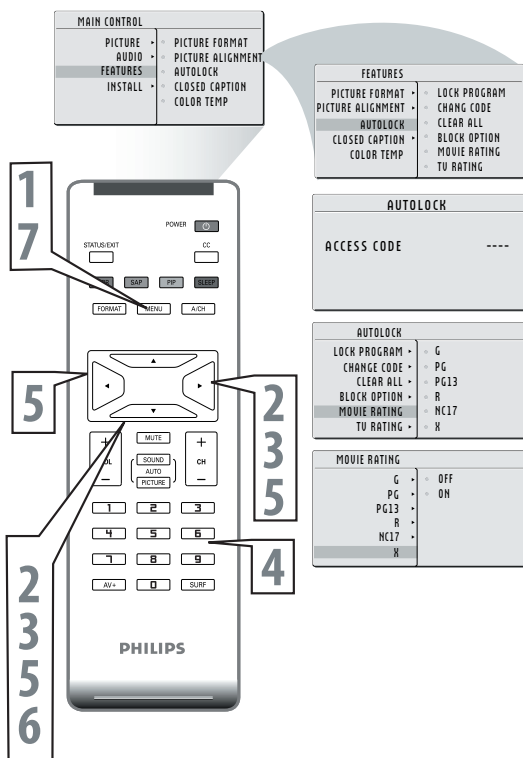 MAIN CONTROL
PICTURE
AUDIO
FEATURES
INSTALL
PICTURE FORMAT
PICTURE ALIGNMENT
AUTOLOCK
CLOSED CAPTION
COLOR TEMP
FEATURES
PICTURE FORMAT
PICTURE ALIGNMENT
AUTOLOCK
CLOSED CAPTION
COLOR TEMP
LOCK PROGRAM
CHANG CODE
CLEAR ALL
BLOCK OPTION
MOVIE RATING
TV RATING
AUTOLOCK
ACCESS CODE ----
AUTOLOCK
LOCK PROGRAM
CHANGE CODE
CLEAR ALL
BLOCK OPTION
MOVIE RATING
TV RATING
G
PG
PG13
R
NC17
X
MOVIE RATING
G
PG
PG13
R
NC17
X
OFF
ON
1
7
POWER
STATUS/EXIT
CC
SAP PIP SLEEP
FORMAT MENU A/CH
5
2
3
5
MUTE
SOUND
AUTO
PICTURE
+
–
+
CH
–
1 2 3
4 5 6
7 8 9
AV+ 0 SURF
4
2
3
5
6
PHILIPS